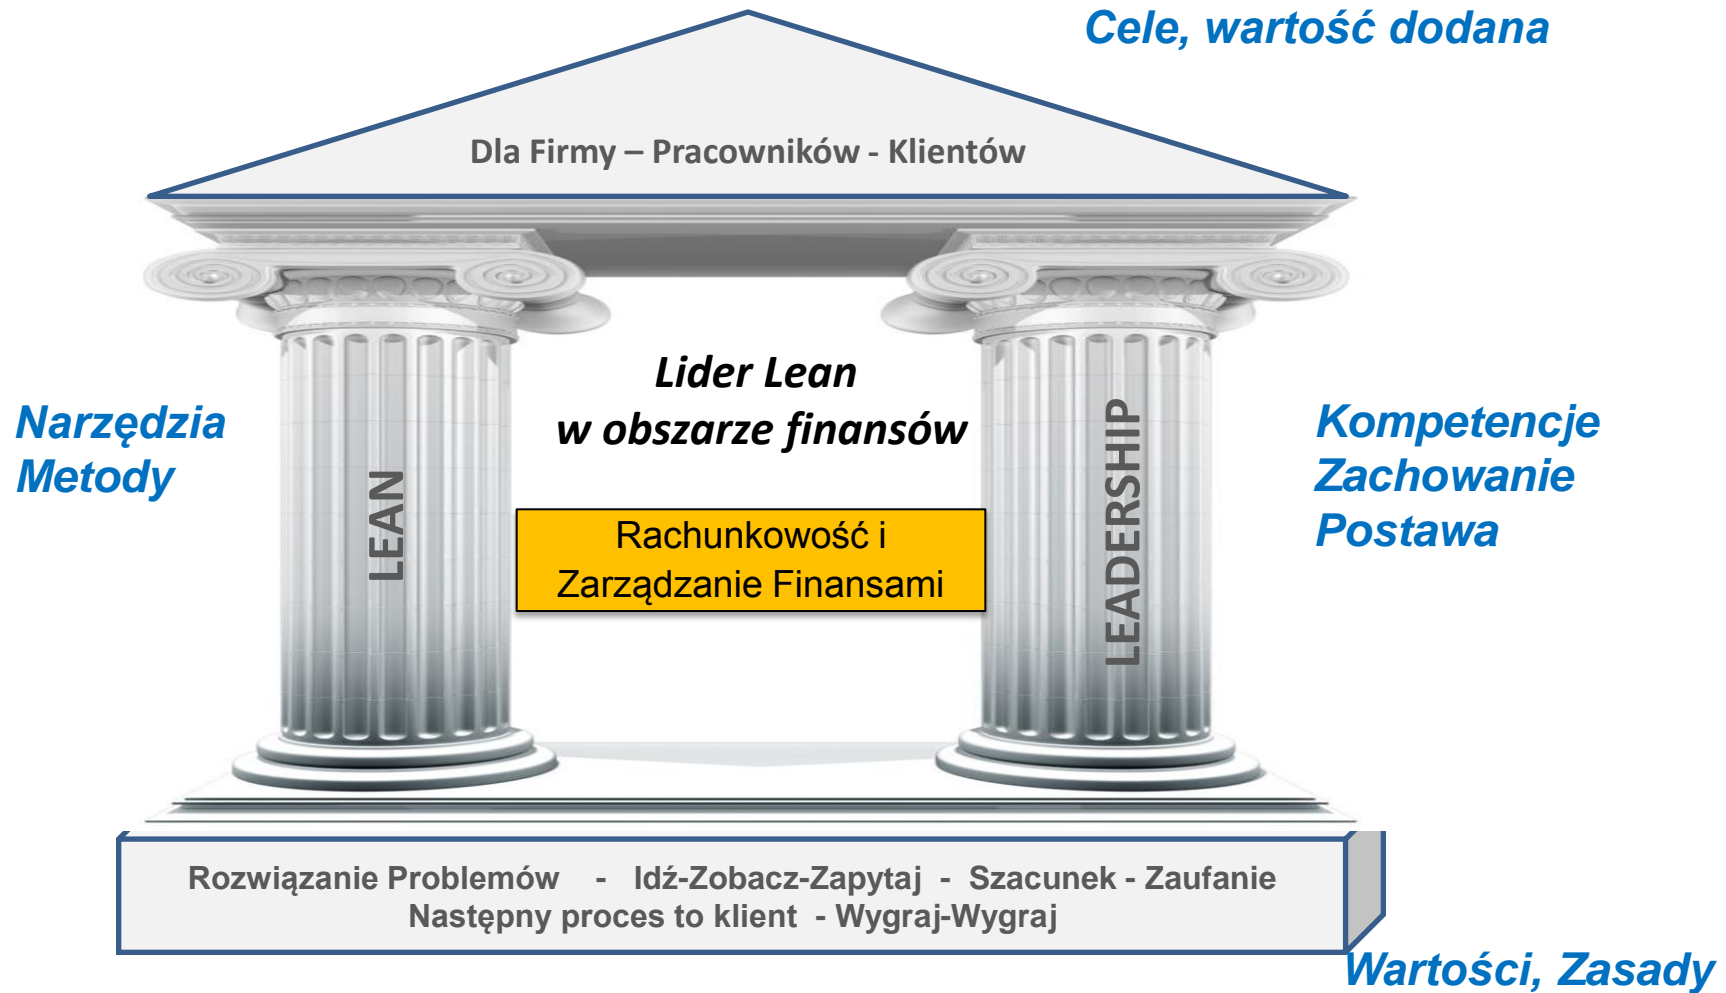 Cele, wartość dodana
Dla Firmy – Pracowników - Klientów
Lider Lean
w obszarze finansów
Narzędzia
Metody
LEAN
Rachunkowość i
Zarządzanie Finansami
LEADERSHIP
Kompetencje
Zachowanie
Postawa
Rozwiązanie Problemów - Idź-Zobacz-Zapytaj - Szacunek - Zaufanie
Następny proces to klient - Wygraj-Wygraj
Wartości, Zasady